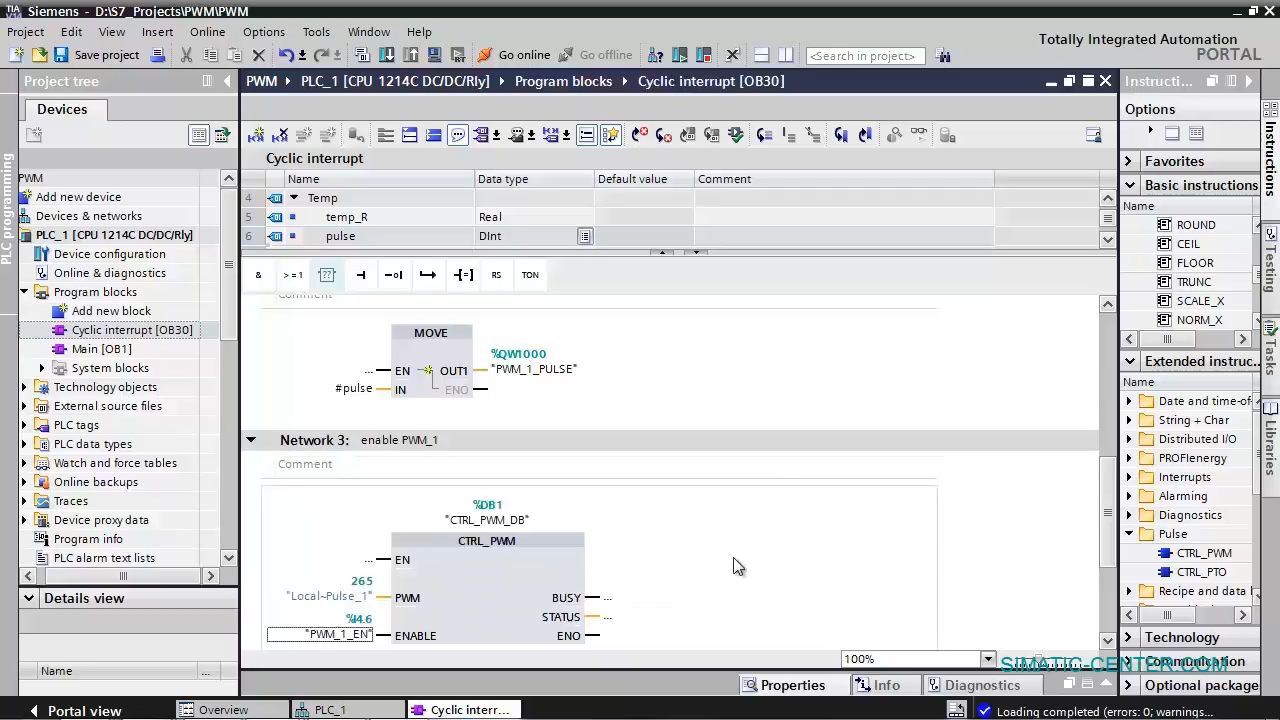 Siemens - D:\S7_Projects\PWM\PWM
Project Edit View Insert Online Options Tools Window Help
Totally Integrated Automation
PORTAL
Save project
Go online
Go offline
<Search in project>
Project tree
PWM PLC_1 [CPU 1214C DC/DC/Rly] Program blocks Cyclic interrupt [OB30]
Instructi...
Devices
Options
PLC programming
PWM
Add new device
Devices & networks
PLC_1 [CPU 1214C DC/DC/Rly]
Device configuration
Online & diagnostics
Program blocks
Add new block
Cyclic interrupt [OB30]
Main [OB1]
System blocks
Technology objects
External source files
PLC tags
PLC data types
Watch and force tables
Online backups
Traces
Device proxy data
Program info
PLC alarm text lists
Details view
Name ...
Cyclic interrupt
Name Data type Default value Comment
4 Temp
5 temp_R Real
6 pulse DInt
& >=1 ?? RS TON
Comment
MOVE
%QW1000
"PWM_1_PULSE"
... EN OUT1
#pulse IN ENO
Network 3: enable PWM_1
Comment
%DB1
"CTRL_PWM_DB"
CTRL_PWM
... EN
265
"Local~Pulse_1" PWM BUSY ...
STATUS ...
%I4.6
"PWM_1_EN" ENABLE ENO
100%
Properties Info Diagnostics
Favorites
Basic instructions
Name
ROUND
CEIL
FLOOR
TRUNC
SCALE_X
NORM_X
Extended instruc...
Name
Date and time-of-
String + Char
Distributed I/O
PROFIenergy
Interrupts
Alarming
Diagnostics
Pulse
CTRL_PWM
CTRL_PTO
Recipe and data l
Technology
Communication
Optional package
Instructions
Testing
Tasks
Libraries
SIMATIC-CENTER.COM
Portal view Overview PLC_1 Cyclic interr...
Loading completed (errors: 0; warnings...